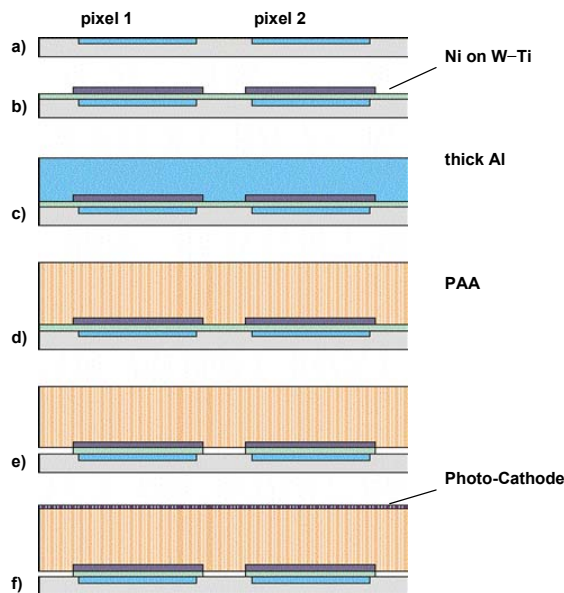 pixel 1 pixel 2
a)
Ni on W–Ti
b)
thick Al
c)
PAA
d)
e)
Photo-Cathode
f)